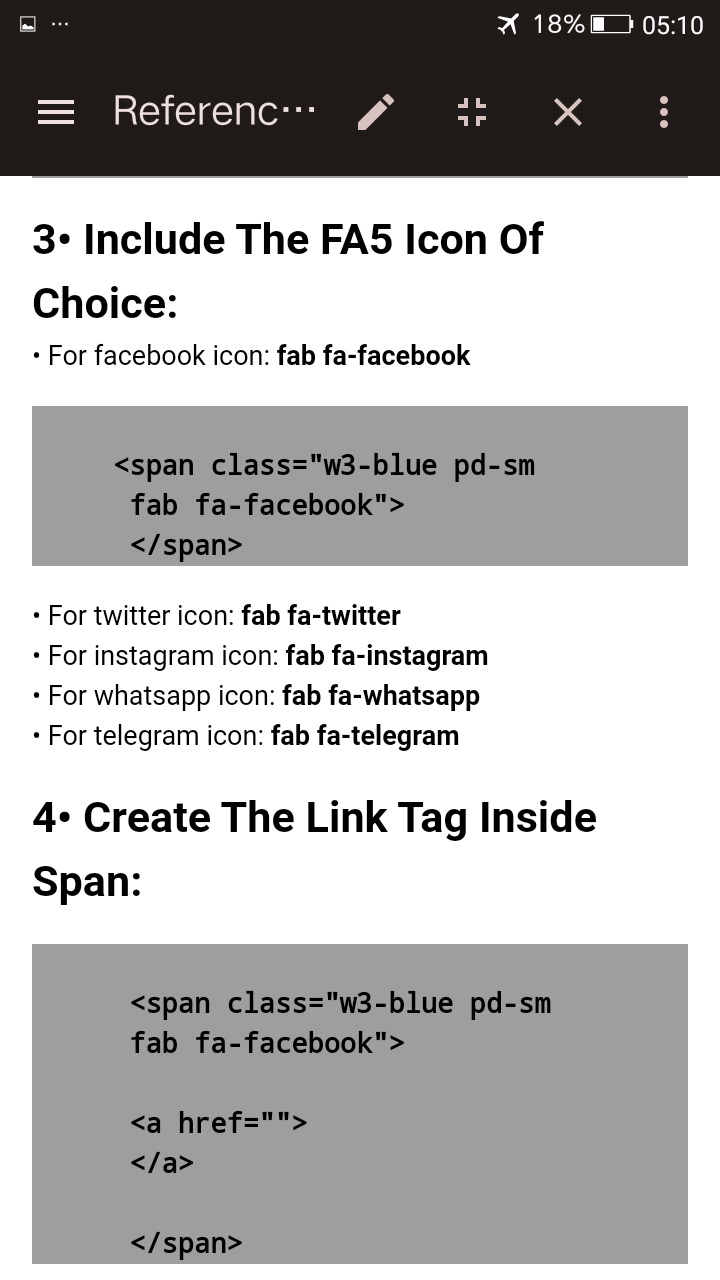 18% 05:10
Referenc···
3• Include The FA5 Icon Of
Choice:
• For facebook icon: fab fa-facebook
<span class="w3-blue pd-sm
fab fa-facebook">
</span>
• For twitter icon: fab fa-twitter
• For instagram icon: fab fa-instagram
• For whatsapp icon: fab fa-whatsapp
• For telegram icon: fab fa-telegram
4• Create The Link Tag Inside
Span:
<span class="w3-blue pd-sm
fab fa-facebook">
<a href="">
</a>
</span>